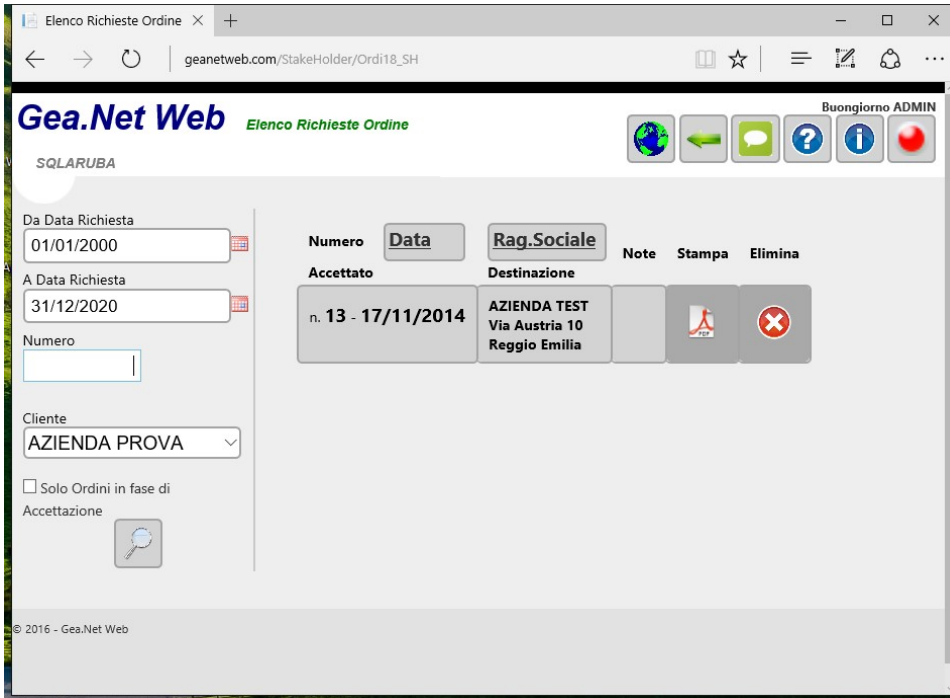 Elenco Richieste Ordine
geanetweb.com/StakeHolder/Ordi18_SH
Buongiorno ADMIN
Gea.Net Web Elenco Richieste Ordine
SQLARUBA
Da Data Richiesta
01/01/2000
A Data Richiesta
31/12/2020
Numero
Cliente
AZIENDA PROVA
Solo Ordini in fase di
Accettazione
Numero Data Rag.Sociale Note Stampa Elimina
Accettato Destinazione
n. 13 - 17/11/2014
AZIENDA TEST
Via Austria 10
Reggio Emilia
PDF
© 2016 - Gea.Net Web